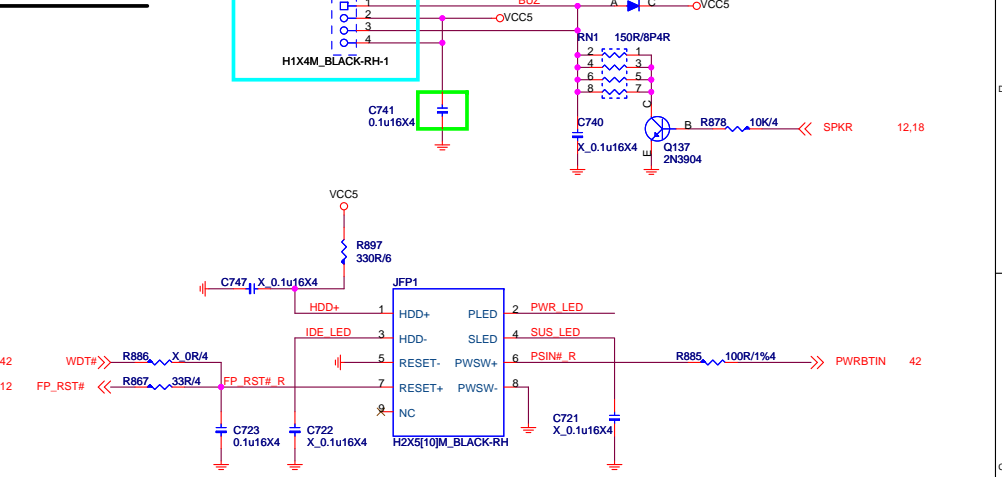 1 BUZ A C VCC5
2 VCC5
3
4
H1X4M_BLACK-RH-1
RN1 150R/8P4R
2 1
4 3
6 5
8 7
C741
0.1u16X4
C740
X_0.1u16X4
C
B
E
Q137
2N3904
R878 10K/4
SPKR 12,18
VCC5
R897
330R/6
C747 X_0.1u16X4
JFP1
HDD+ 1 HDD+ PLED 2 PWR_LED
IDE_LED 3 HDD- SLED 4 SUS_LED
42 WDT# R886 X_0R/4 5 RESET- PWSW+ 6 PSIN#_R R885 100R/1%4 PWRBTIN 42
12 FP_RST# R867 33R/4 FP_RST#_R 7 RESET+ PWSW- 8
9 NC
H2X5[10]M_BLACK-RH
C723
0.1u16X4
C722
X_0.1u16X4
C721
X_0.1u16X4